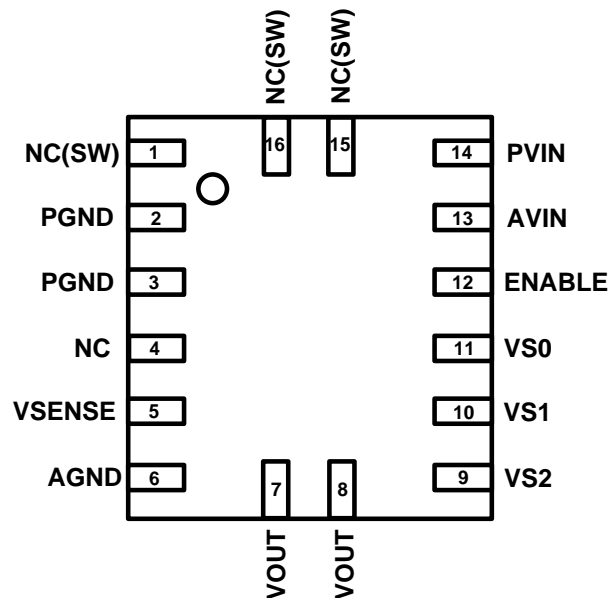 NC(SW)
NC(SW)
NC(SW) 1 16 15 14 PVIN
PGND 2 13 AVIN
PGND 3 12 ENABLE
NC 4 11 VS0
VSENSE 5 10 VS1
AGND 6 7 8 9 VS2
VOUT
VOUT